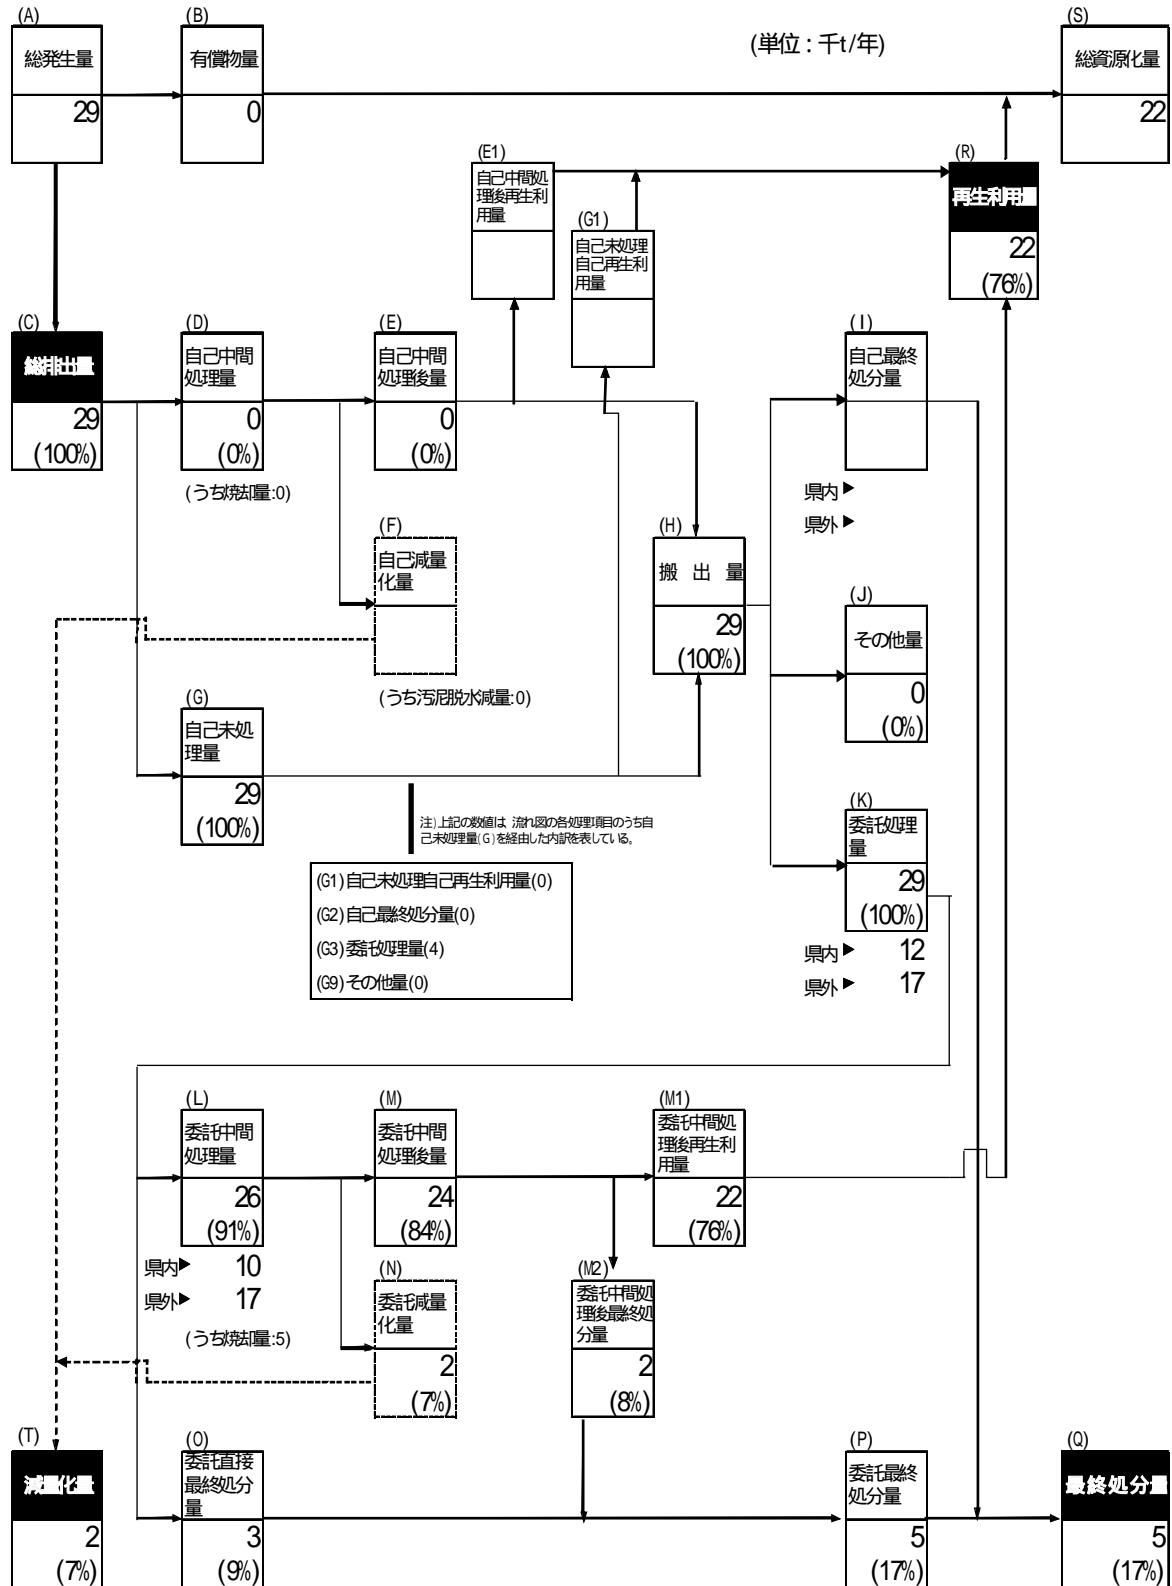 (単位：千t/年)
(A)
総発生量
29
(B)
有償物量
0
(S)
総資源化量
22
(E1)
自己中間処
理後再生利
用量
(G1)
自己未処理
自己再生利
用量
(R)
再生利用量
22
(76%)
(C)
総排出量
29
(100%)
(D)
自己中間
処理量
0
(0%)
(うち焼却量:0)
(E)
自己中間
処理後量
0
(0%)
(I)
自己最終
処分量
県内▶
県外▶
(F)
自己減量
化量
(うち汚泥脱水減量:0)
(H)
搬 出 量
29
(100%)
(J)
その他量
0
(0%)
(G)
自己未処
理量
29
(100%)
注)上記の数値は、流れ図の各処理項目のうち自
己未処理量(G)を経由した内訳を表している。
(G1)自己未処理自己再生利用量(0)
(G2)自己最終処分量(0)
(G3)委託処理量(4)
(G9)その他量(0)
(K)
委託処理
量
29
(100%)
県内▶ 12
県外▶ 17
(L)
委託中間
処理量
26
(91%)
県内▶ 10
県外▶ 17
(うち焼却量:5)
(M)
委託中間
処理後量
24
(84%)
(M1)
委託中間処
理後再生利
用量
22
(76%)
(N)
委託減量
化量
2
(7%)
(M2)
委託中間処
理後最終処
分量
2
(8%)
(T)
減量化量
2
(7%)
(O)
委託直接
最終処分
量
3
(9%)
(P)
委託最終
処分量
5
(17%)
(Q)
最終処分量
5
(17%)